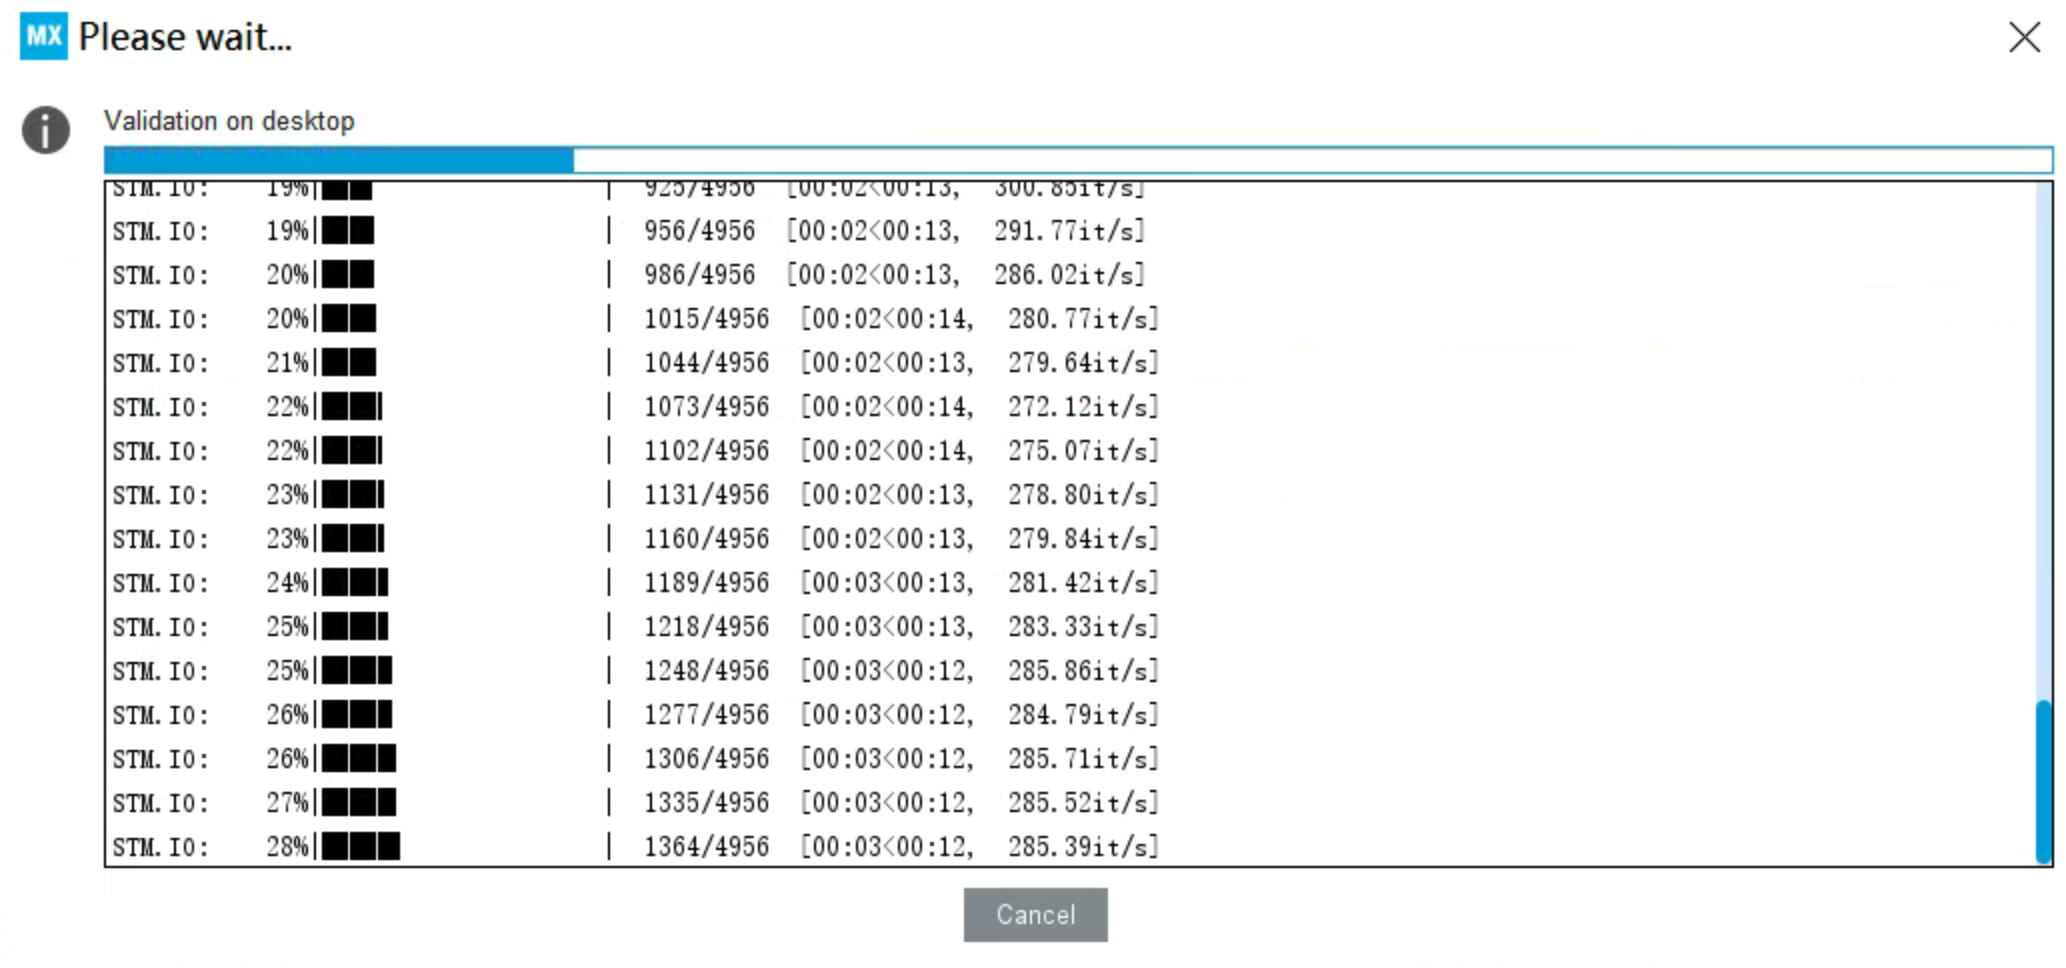 MX Please wait...
Validation on desktop
STM.IO: 19%| | 925/4956 [00:02<00:13, 300.85it/s]
STM.IO: 19%| | 956/4956 [00:02<00:13, 291.77it/s]
STM.IO: 20%| | 986/4956 [00:02<00:13, 286.02it/s]
STM.IO: 20%| | 1015/4956 [00:02<00:14, 280.77it/s]
STM.IO: 21%| | 1044/4956 [00:02<00:13, 279.64it/s]
STM.IO: 22%| | 1073/4956 [00:02<00:14, 272.12it/s]
STM.IO: 22%| | 1102/4956 [00:02<00:14, 275.07it/s]
STM.IO: 23%| | 1131/4956 [00:02<00:13, 278.80it/s]
STM.IO: 23%| | 1160/4956 [00:02<00:13, 279.84it/s]
STM.IO: 24%| | 1189/4956 [00:03<00:13, 281.42it/s]
STM.IO: 25%| | 1218/4956 [00:03<00:13, 283.33it/s]
STM.IO: 25%| | 1248/4956 [00:03<00:12, 285.86it/s]
STM.IO: 26%| | 1277/4956 [00:03<00:12, 284.79it/s]
STM.IO: 26%| | 1306/4956 [00:03<00:12, 285.71it/s]
STM.IO: 27%| | 1335/4956 [00:03<00:12, 285.52it/s]
STM.IO: 28%| | 1364/4956 [00:03<00:12, 285.39it/s]
Cancel